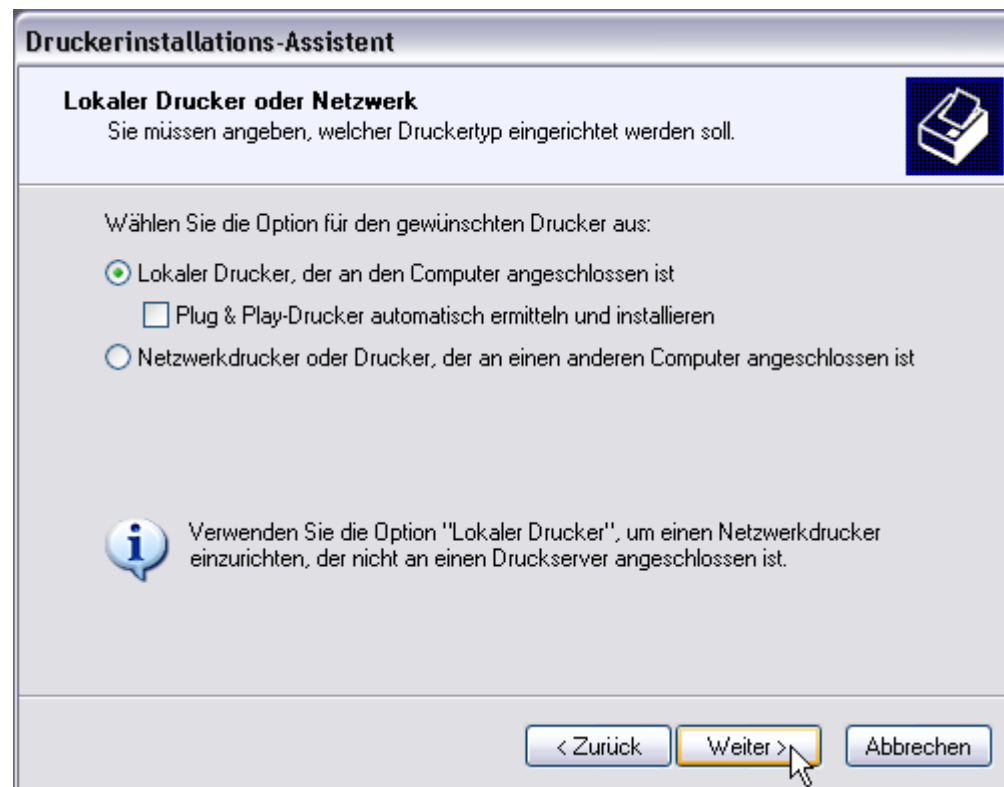 Druckerinstallations-Assistent
Lokaler Drucker oder Netzwerk
Sie müssen angeben, welcher Druckertyp eingerichtet werden soll.
Wählen Sie die Option für den gewünschten Drucker aus:
Lokaler Drucker, der an den Computer angeschlossen ist
Plug & Play-Drucker automatisch ermitteln und installieren
Netzwerkdrucker oder Drucker, der an einen anderen Computer angeschlossen ist
Verwenden Sie die Option "Lokaler Drucker", um einen Netzwerkdrucker
einzurichten, der nicht an einen Druckserver angeschlossen ist.
< Zurück Weiter > Abbrechen